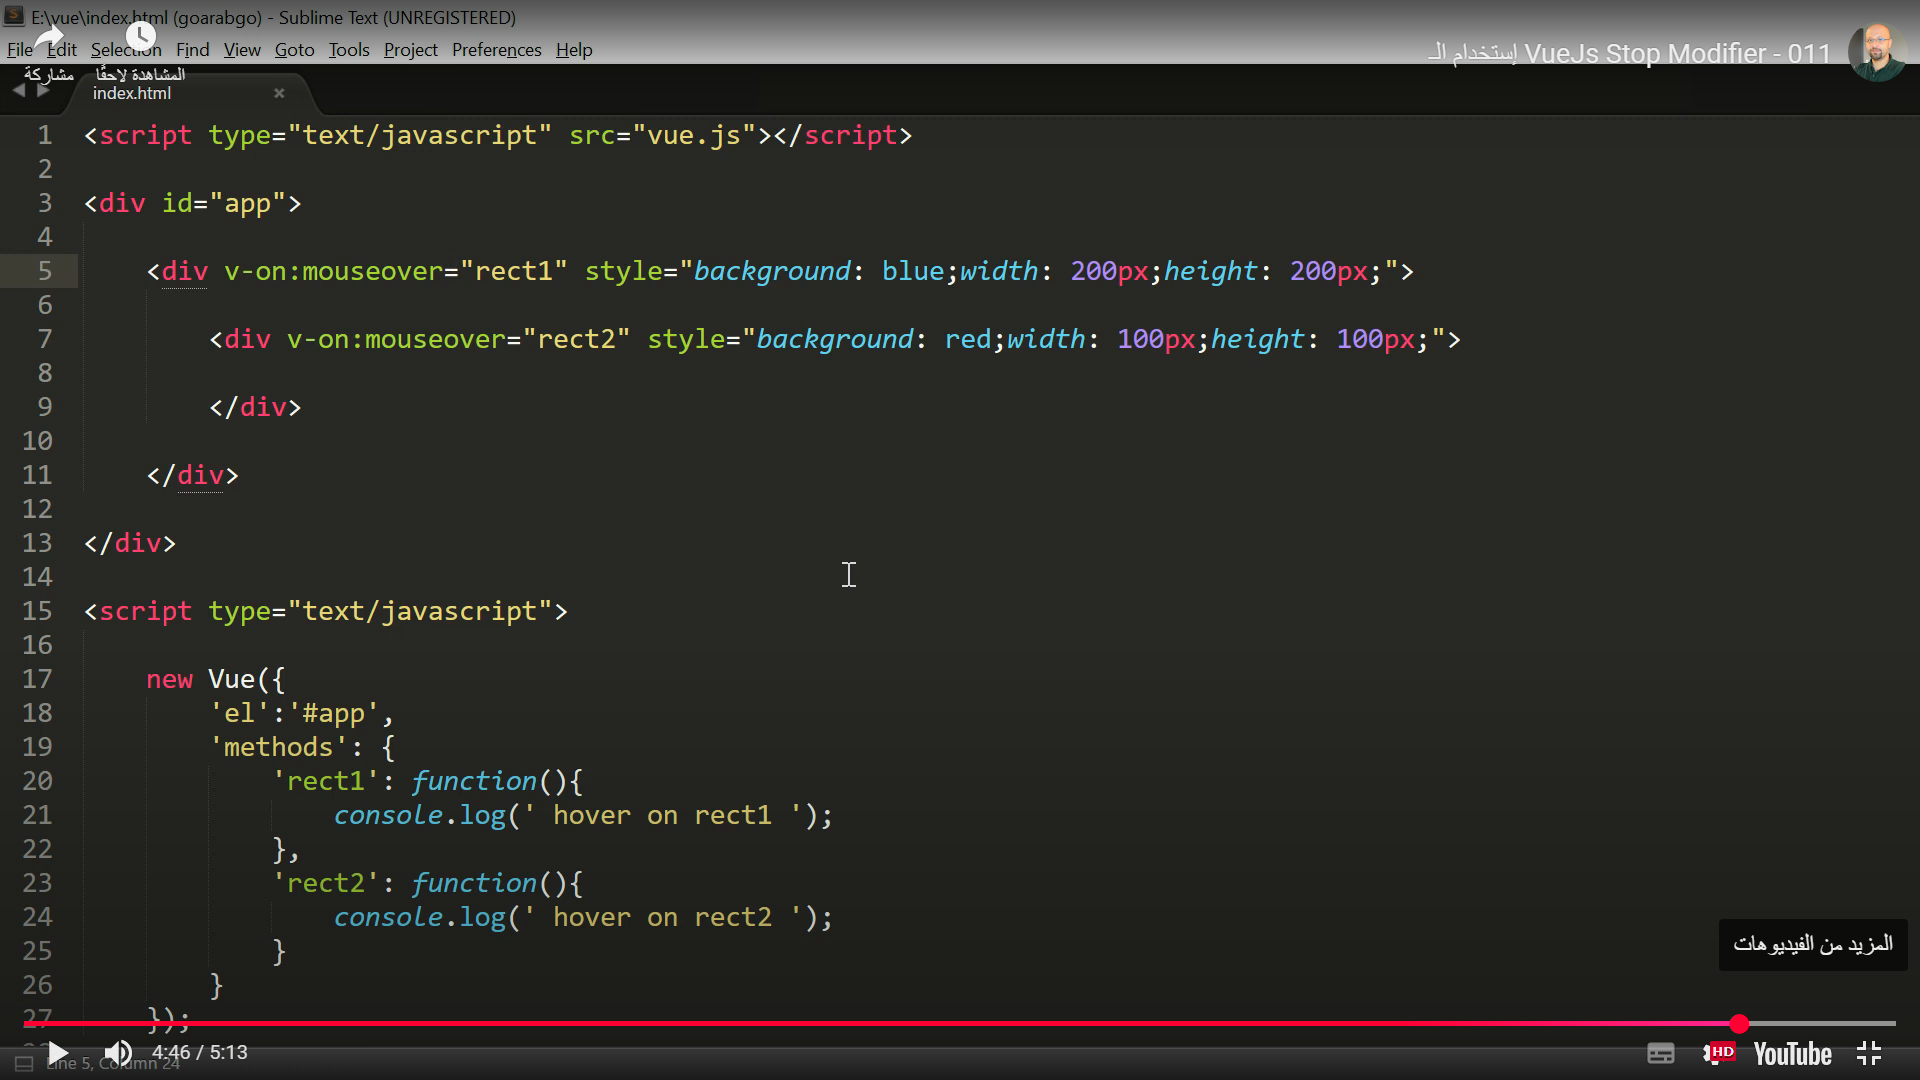 E:\vue\index.html (goarabgo) - Sublime Text (UNREGISTERED)
File Edit Selection Find View Goto Tools Project Preferences Help
إستخدام الـ VueJs Stop Modifier - 011
مشاركة
المشاهدة لاحقًا
index.html
1 <script type="text/javascript" src="vue.js"></script>
2
3 <div id="app">
4
5 <div v-on:mouseover="rect1" style="background: blue;width: 200px;height: 200px;">
6
7 <div v-on:mouseover="rect2" style="background: red;width: 100px;height: 100px;">
8
9 </div>
10
11 </div>
12
13 </div>
14
15 <script type="text/javascript">
16
17 new Vue({
18 'el':'#app',
19 'methods': {
20 'rect1': function(){
21 console.log(' hover on rect1 ');
22 },
23 'rect2': function(){
24 console.log(' hover on rect2 ');
25 }
26 }
27 });
المزيد من الفيديوهات
4:46 / 5:13
HD
YouTube
Line 5, Column 24